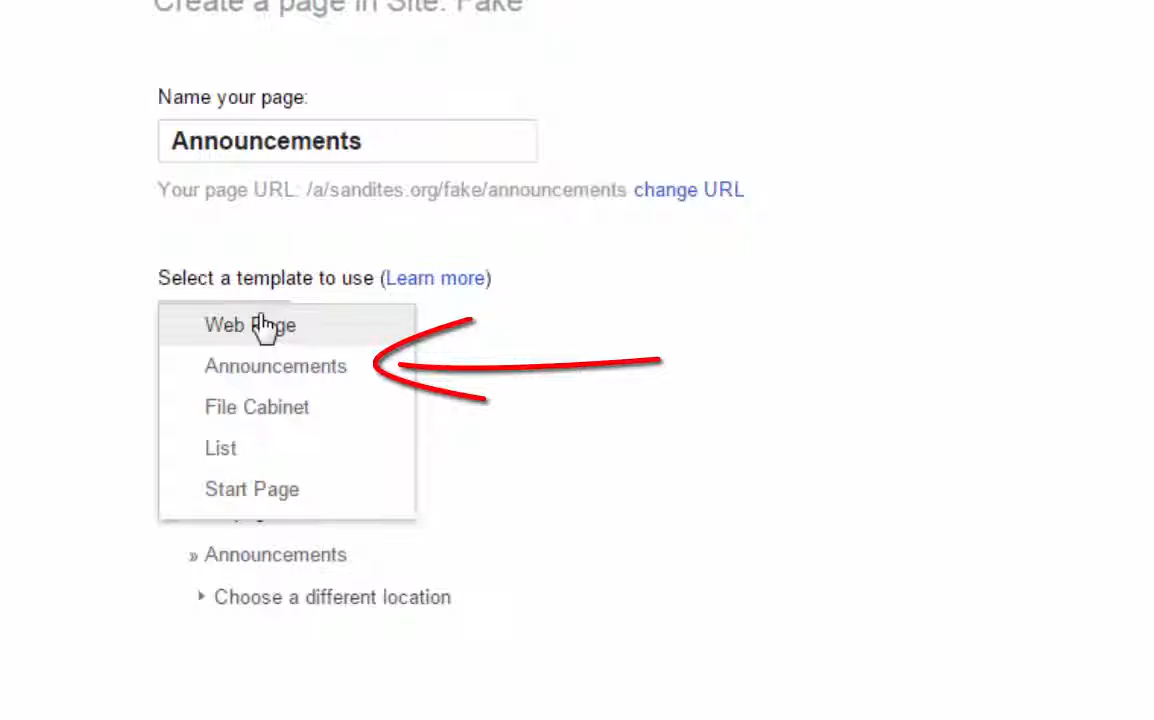 Create a page in Site: Fake
Name your page:
Announcements
Your page URL: /a/sandites.org/fake/announcements change URL
Select a template to use (Learn more)
Web Page
Announcements
File Cabinet
List
Start Page
» Announcements
Choose a different location